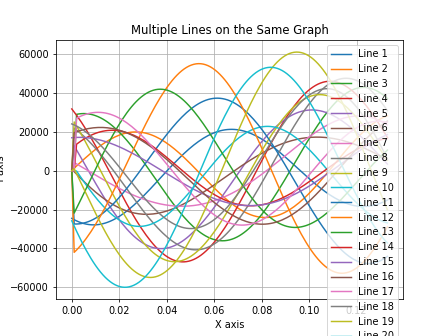 Multiple Lines on the Same Graph
60000
40000
20000
0
−20000
−40000
−60000
0.00 0.02 0.04 0.06 0.08 0.10
X axis
Line 1
Line 2
Line 3
Line 4
Line 5
Line 6
Line 7
Line 8
Line 9
Line 10
Line 11
Line 12
Line 13
Line 14
Line 15
Line 16
Line 17
Line 18
Line 19
Line 20